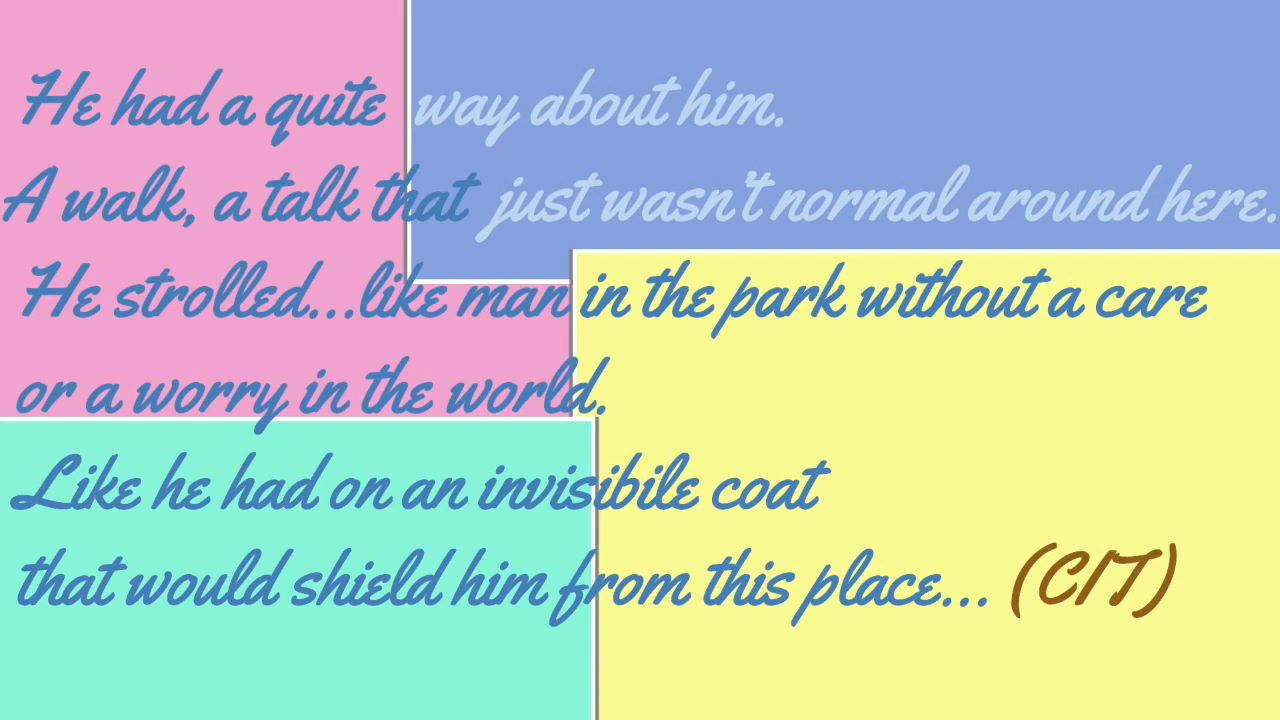 He had a quite way about him.
A walk, a talk that just wasn't normal around here.
He strolled...like man in the park without a care
or a worry in the world.
Like he had on an invisibile coat
that would shield him from this place... (CIT)